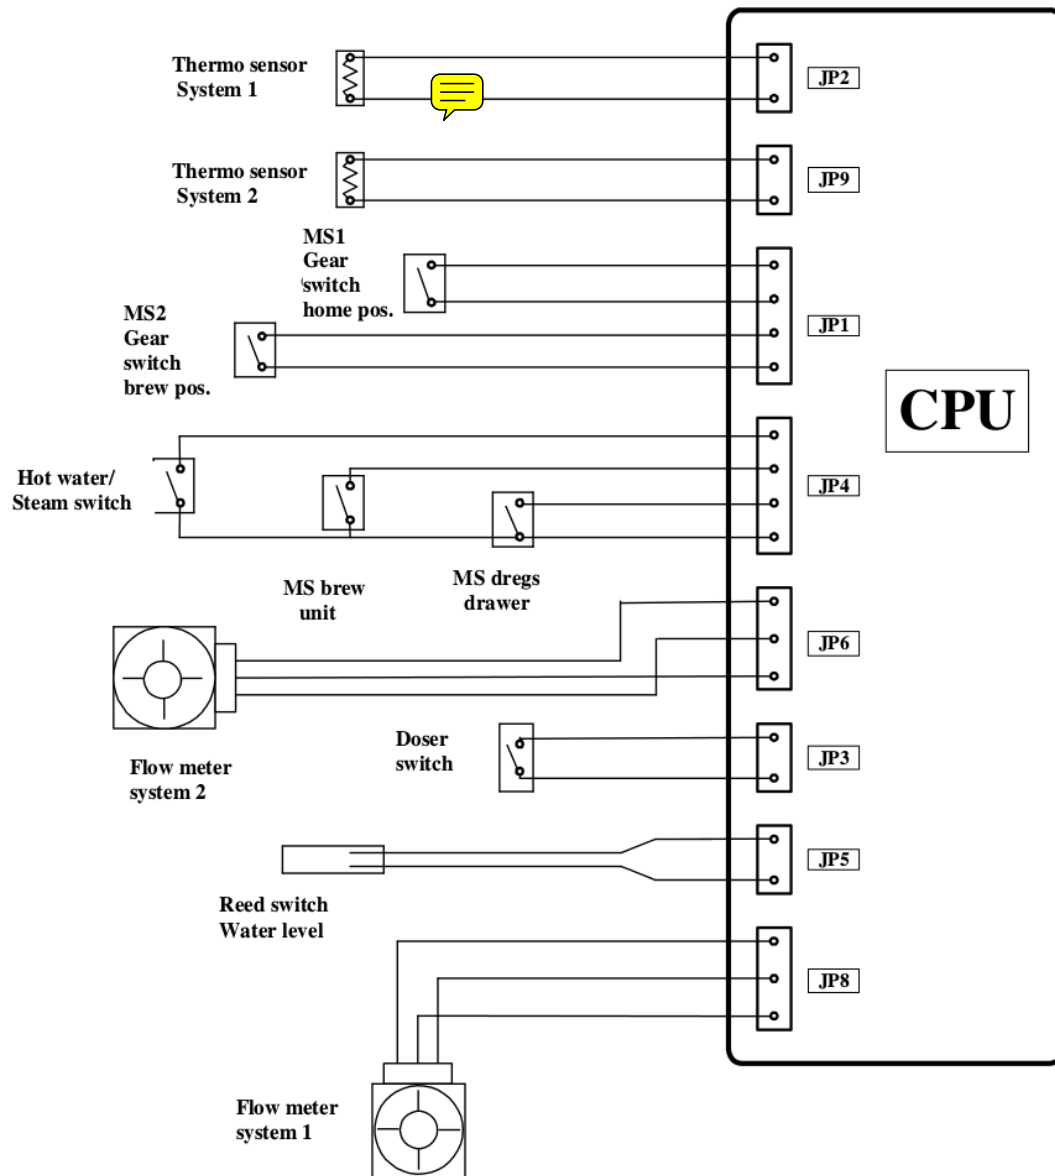 Thermo sensor
System 1
JP2
Thermo sensor
System 2
JP9
MS1
Gear
switch
home pos.
MS2
Gear
switch
brew pos.
JP1
CPU
Hot water/
Steam switch
JP4
MS brew
unit
MS dregs
drawer
JP6
Flow meter
system 2
Doser
switch
JP3
JP5
Reed switch
Water level
JP8
Flow meter
system 1